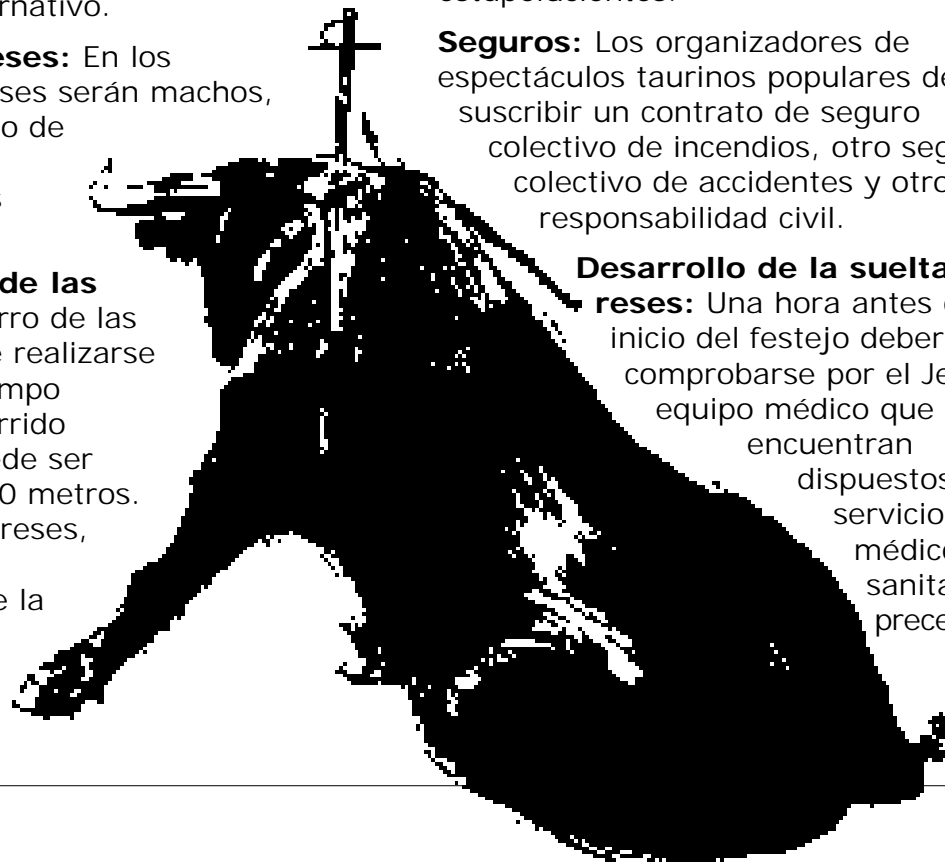 rnativo.
eses: En los
ses serán machos,
o de
s
de las
rro de las
e realizarse
mpo
rrido
ede ser
0 metros.
reses,
e la
Seguros: Los organizadores de
espectáculos taurinos populares de
suscribir un contrato de seguro
colectivo de incendios, otro seg
colectivo de accidentes y otro
responsabilidad civil.
Desarrollo de la suelta
reses: Una hora antes
inicio del festejo deber
comprobarse por el Je
equipo médico que
encuentran
dispuestos
servicio
médico
sanita
prece